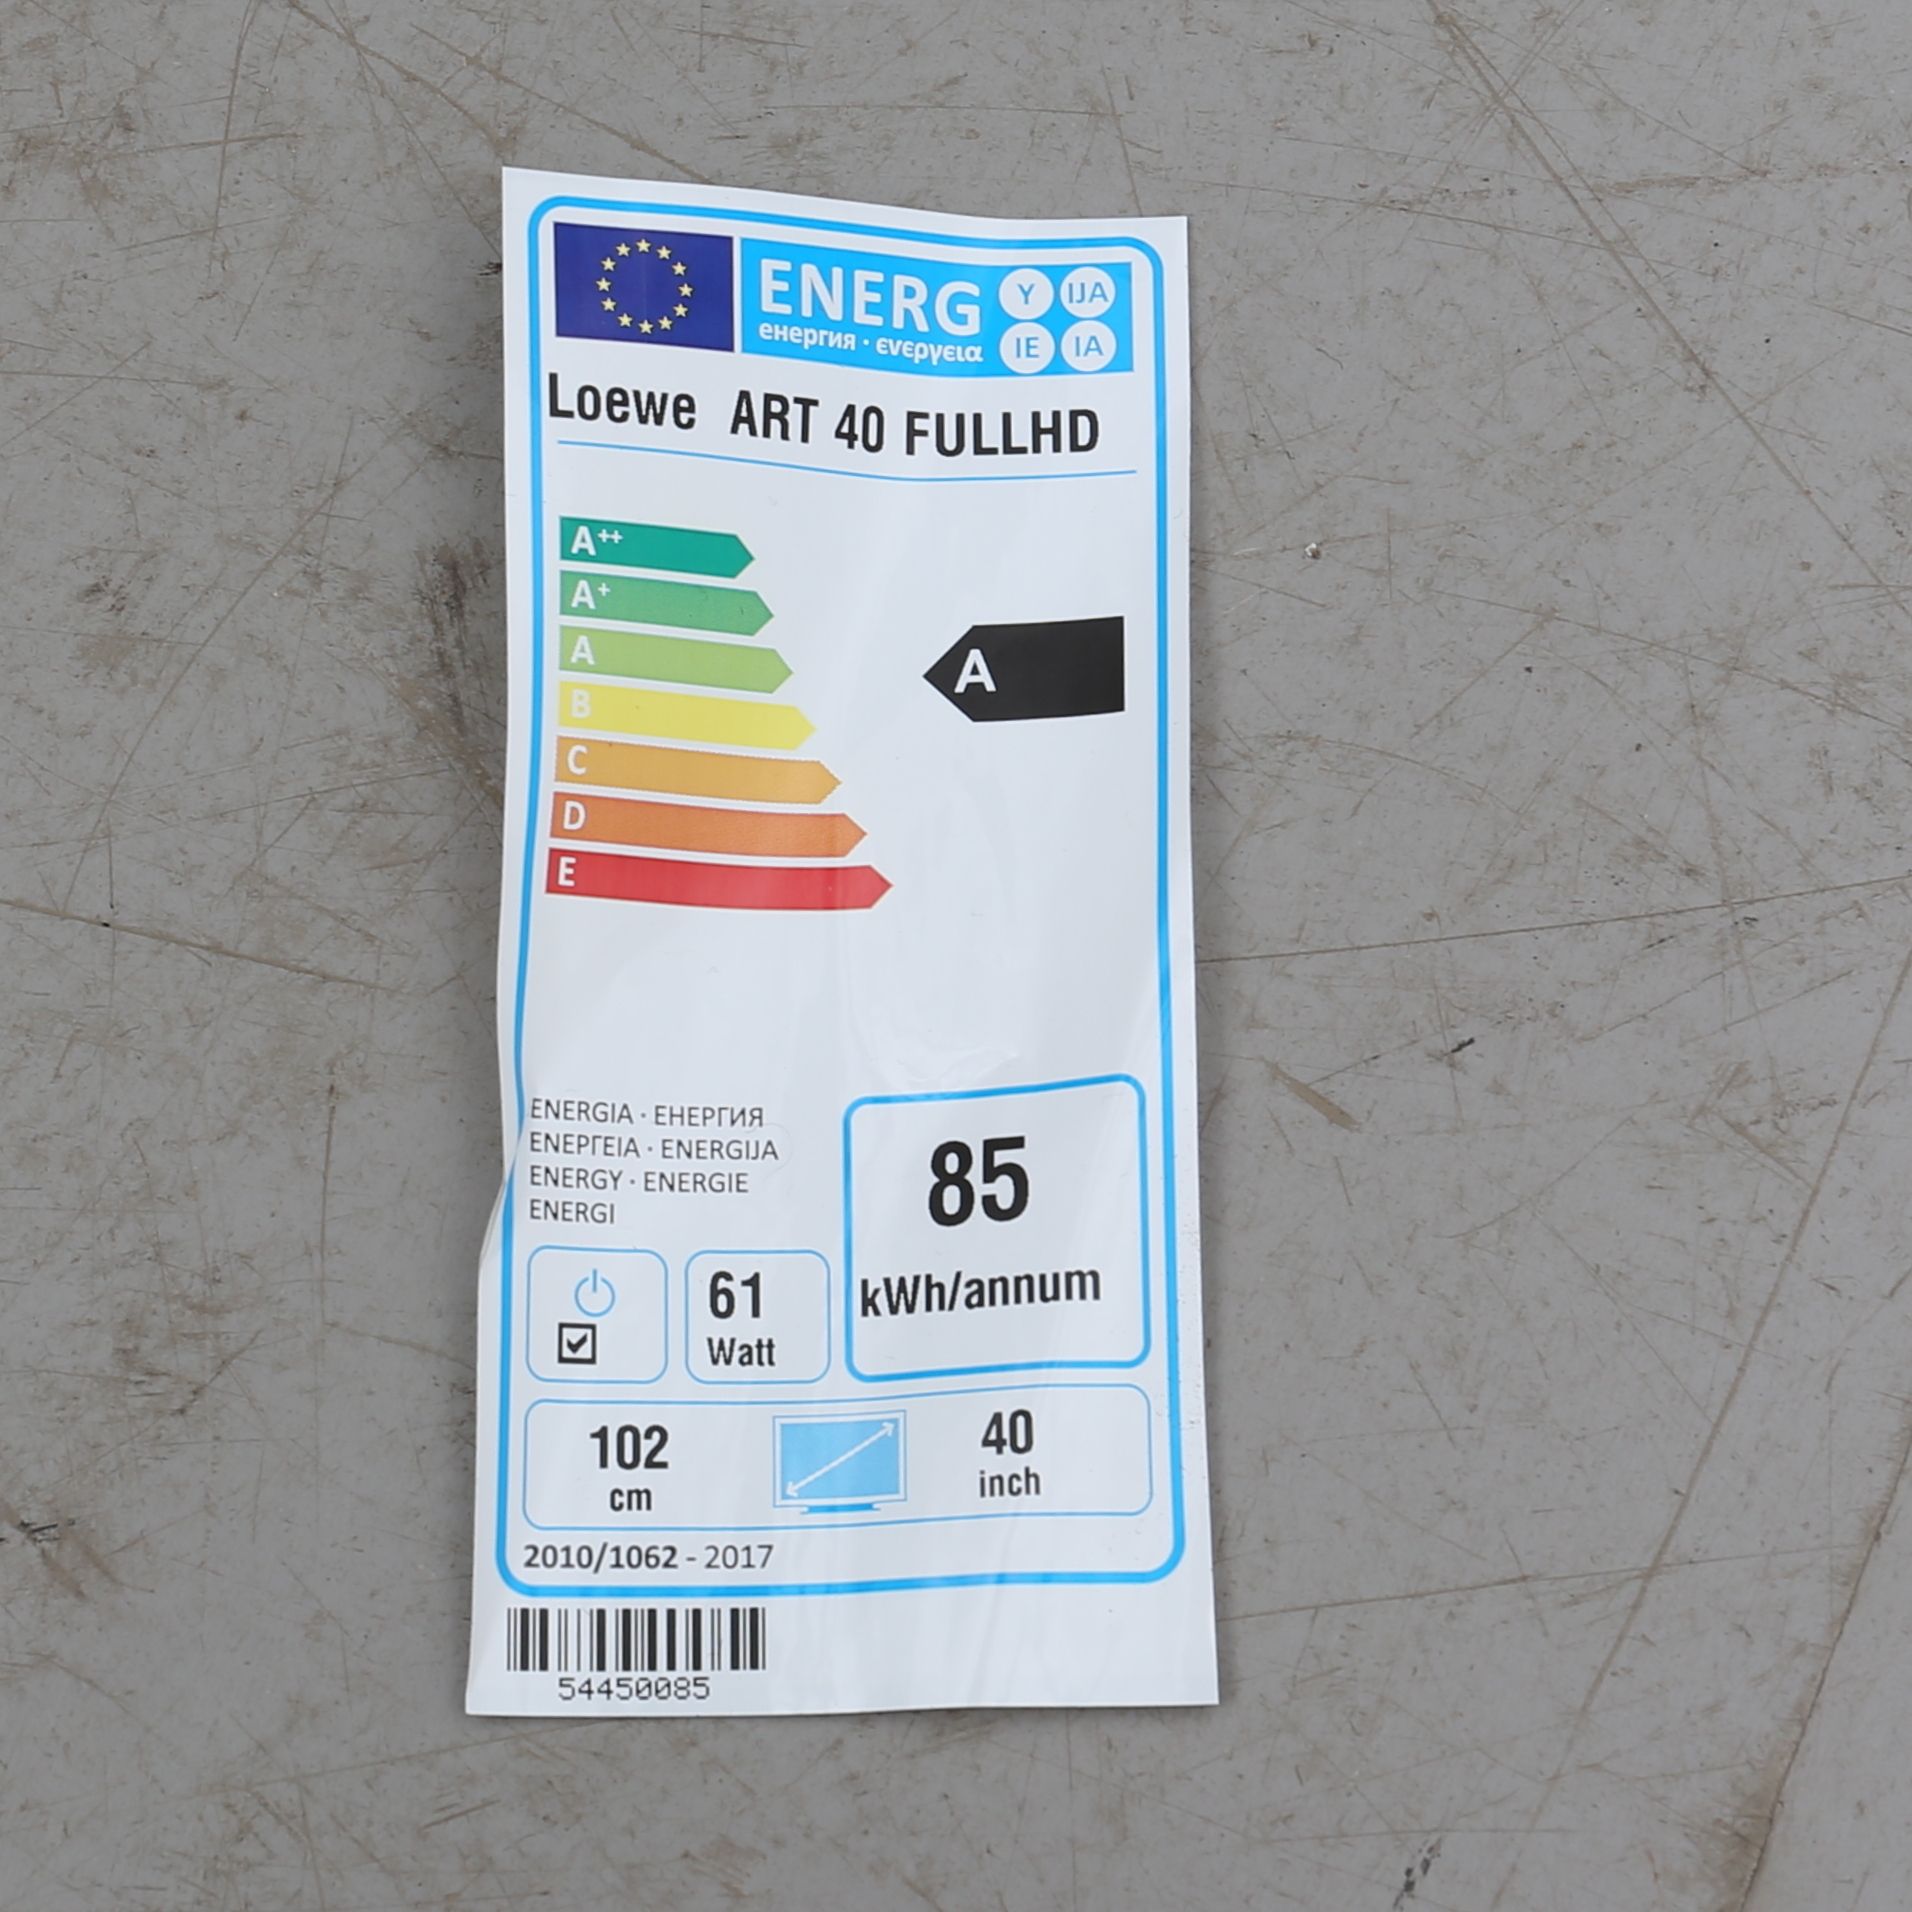 ENERG Y IJA
енергия · ενεργεια IE IA
Loewe ART 40 FULLHD
A++
A+
A
A
B
C
D
E
ENERGIA · ЕНЕРГИЯ
ΕΝΕΡΓΕΙΑ · ENERGIJA
ENERGY · ENERGIE
ENERGI
85
kWh/annum
61
Watt
102
cm
40
inch
2010/1062 - 2017
54450085